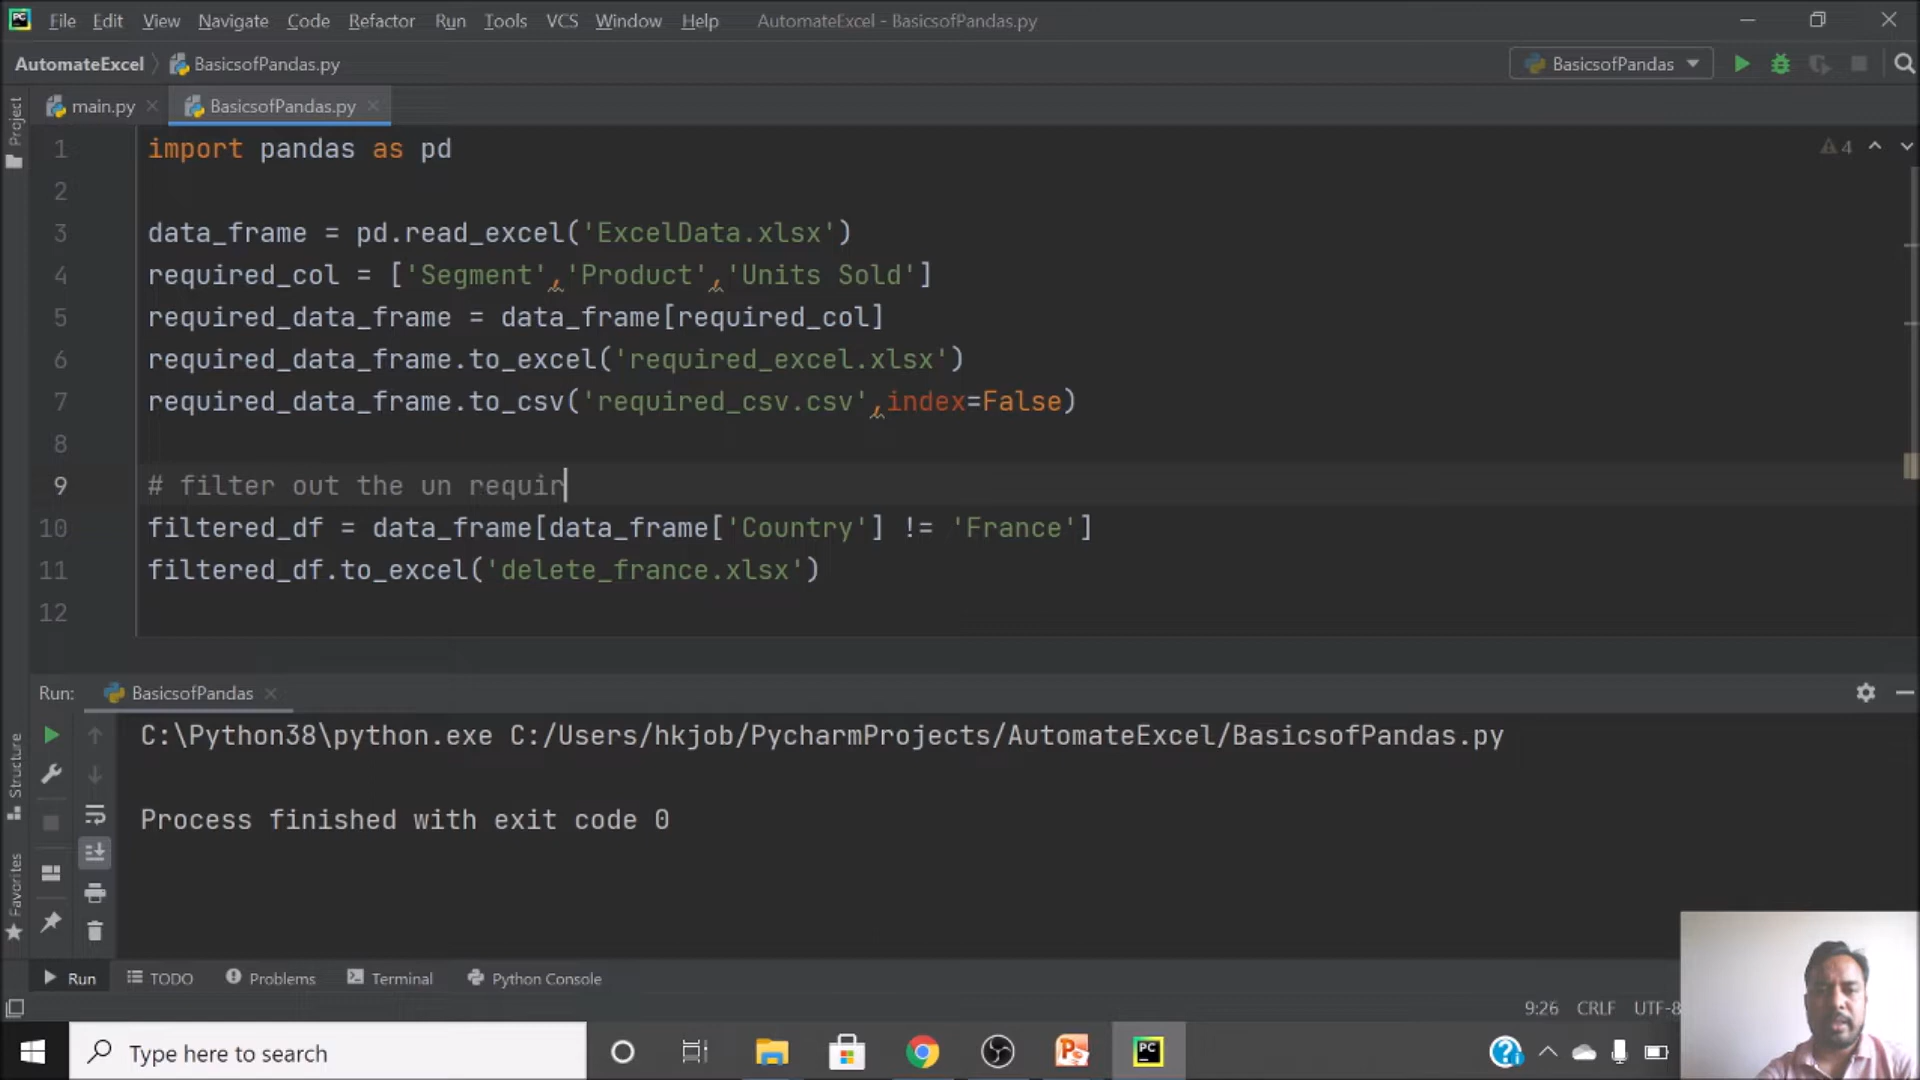 File Edit View Navigate Code Refactor Run Tools VCS Window Help AutomateExcel - BasicsofPandas.py
AutomateExcel BasicsofPandas.py BasicsofPandas
main.py BasicsofPandas.py
Project
1 import pandas as pd
4
2
3 data_frame = pd.read_excel('ExcelData.xlsx')
4 required_col = ['Segment','Product','Units Sold']
5 required_data_frame = data_frame[required_col]
6 required_data_frame.to_excel('required_excel.xlsx')
7 required_data_frame.to_csv('required_csv.csv',index=False)
8
9 # filter out the un requir
10 filtered_df = data_frame[data_frame['Country'] != 'France']
11 filtered_df.to_excel('delete_france.xlsx')
12
Run: BasicsofPandas
C:\Python38\python.exe C:/Users/hkjob/PycharmProjects/AutomateExcel/BasicsofPandas.py
Process finished with exit code 0
Structure
Favorites
Run TODO Problems Terminal Python Console
9:26 CRLF UTF-8
Type here to search